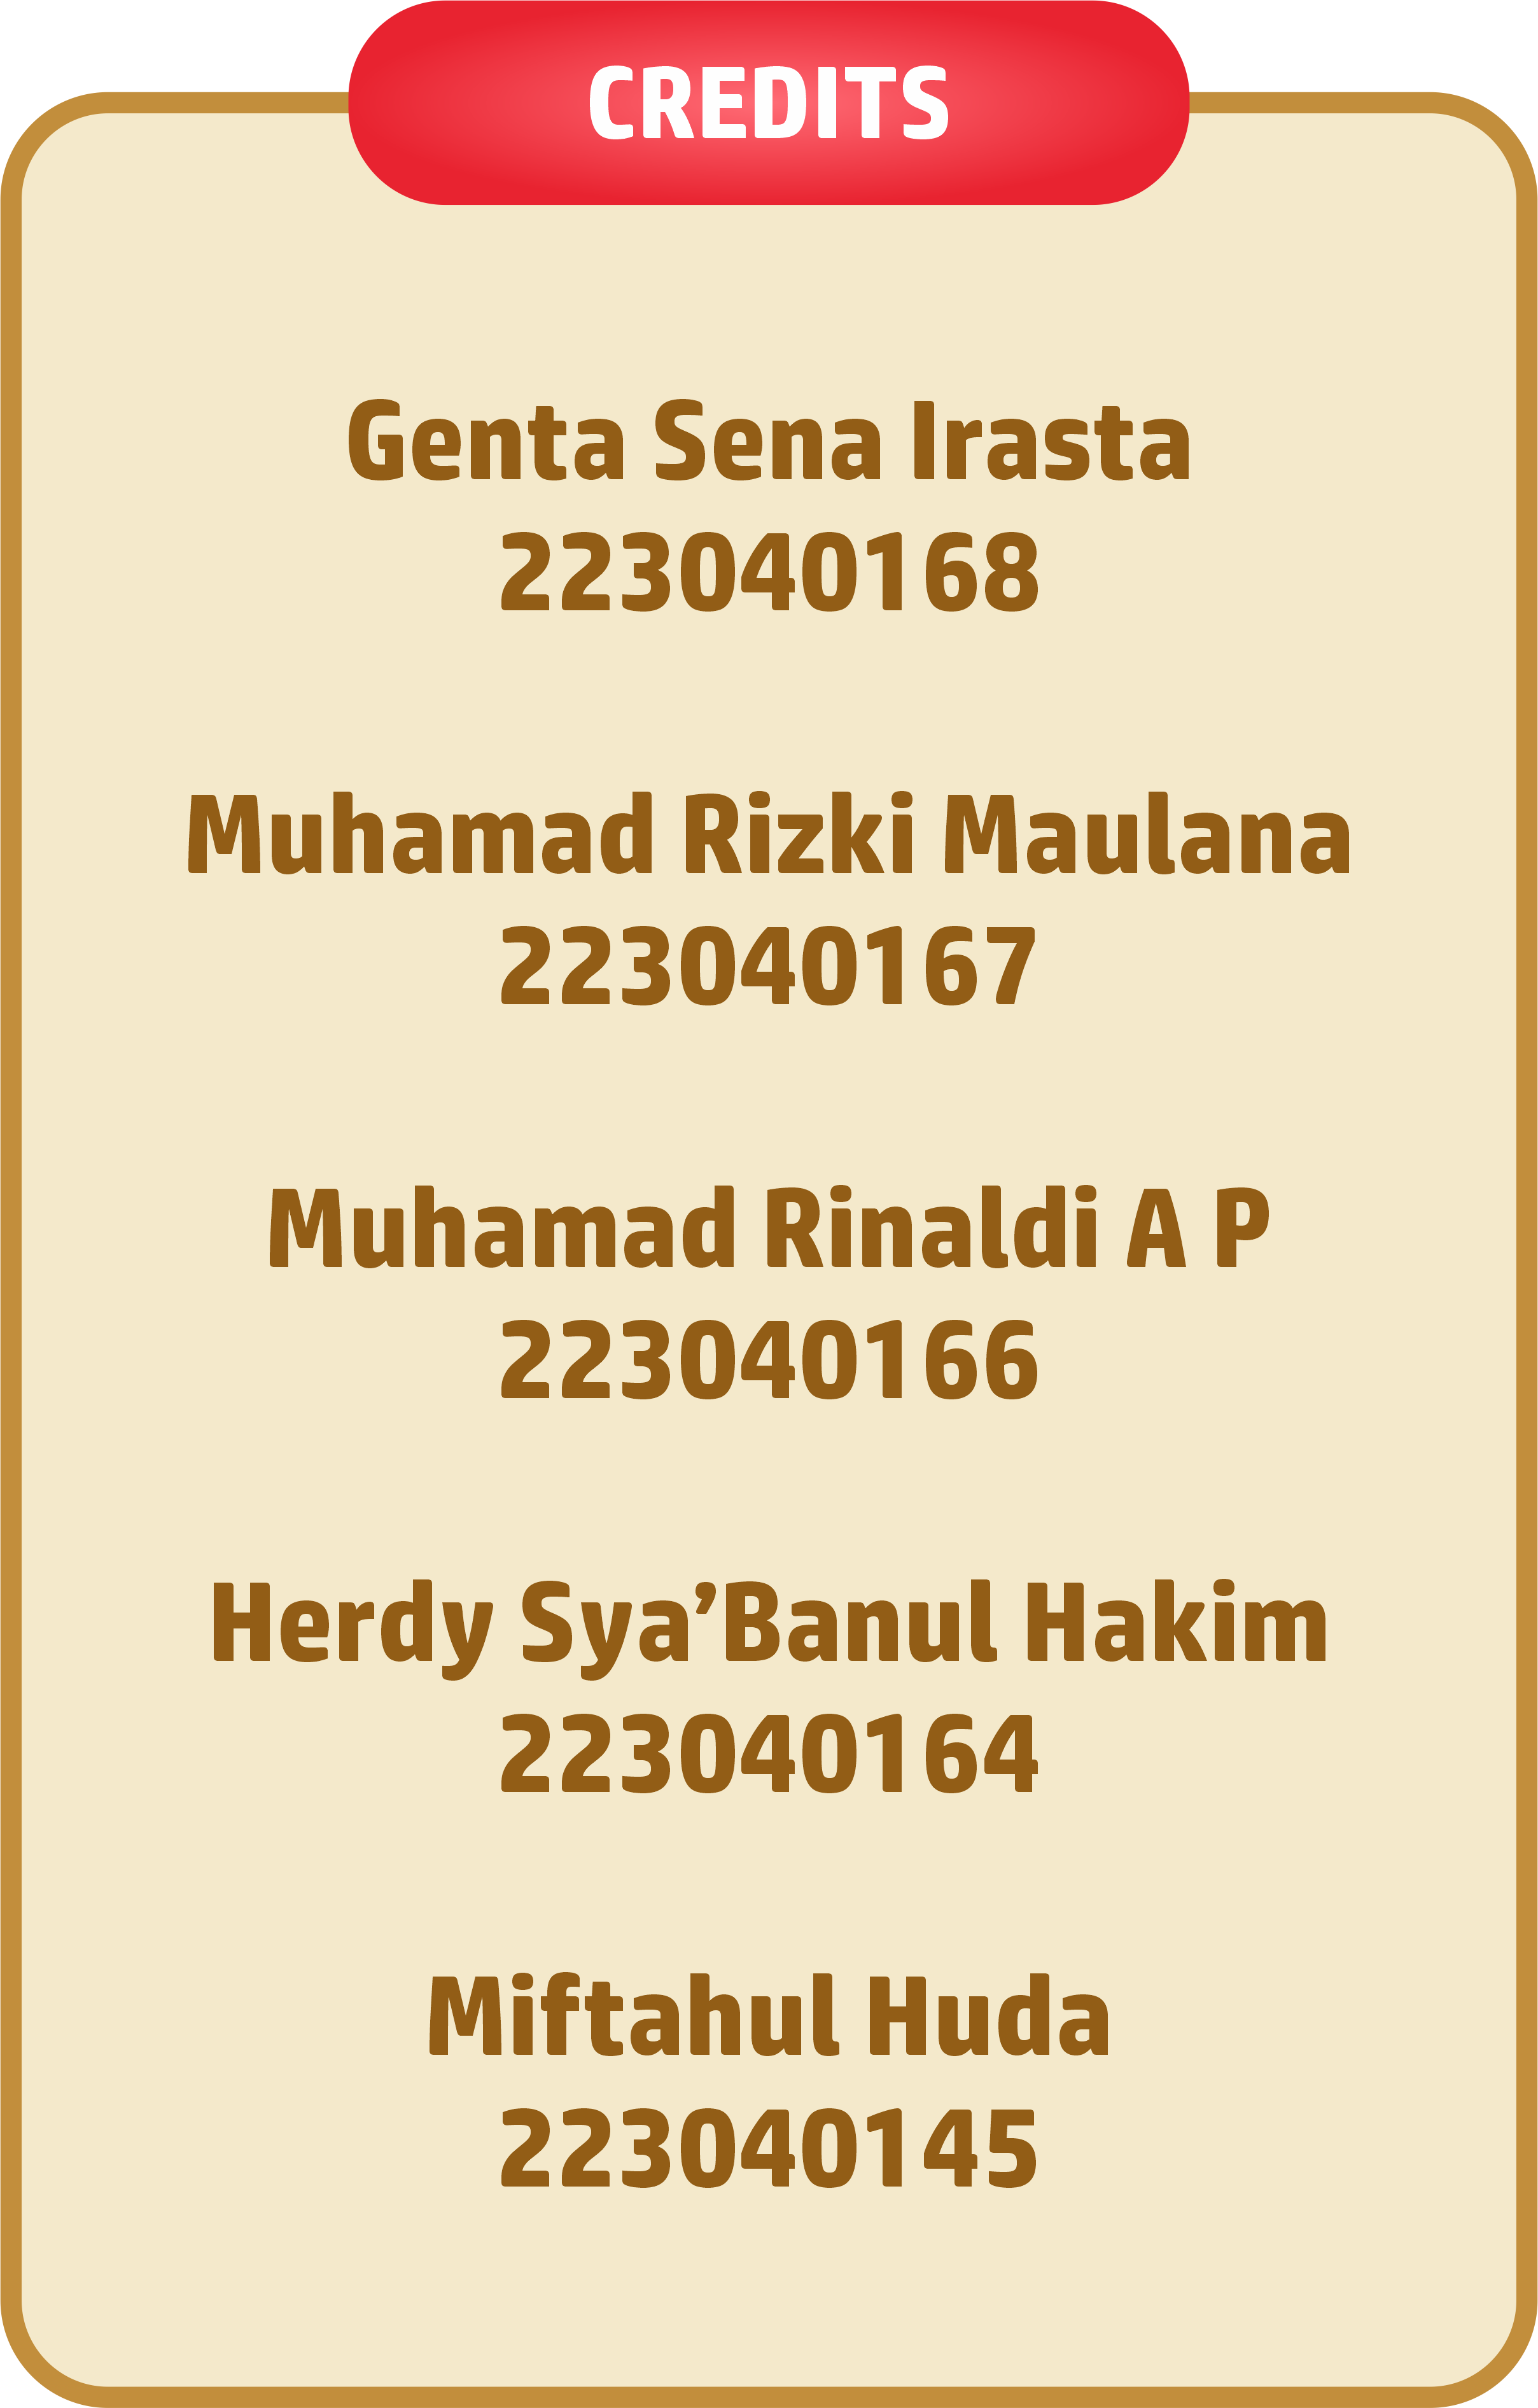 CREDITS
Genta Sena Irasta
223040168
Muhamad Rizki Maulana
223040167
Muhamad Rinaldi A P
223040166
Herdy Sya’Banul Hakim
223040164
Miftahul Huda
223040145